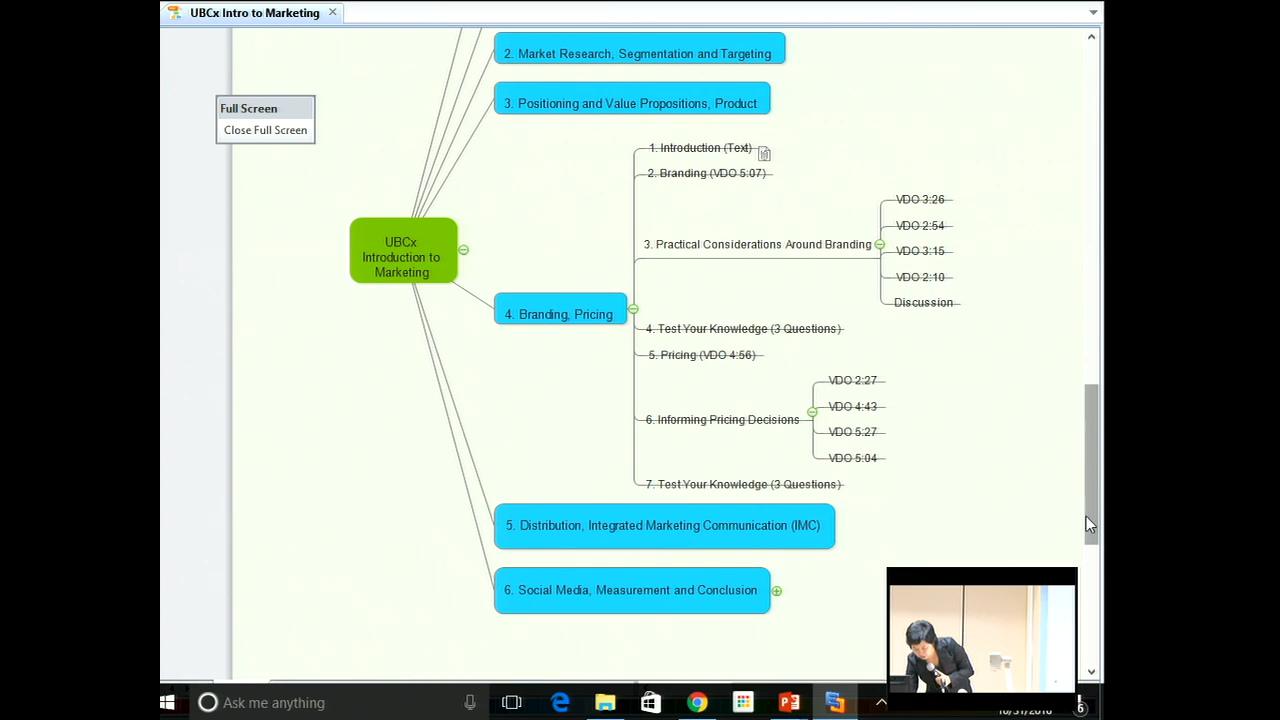 UBCx Intro to Marketing
2. Market Research, Segmentation and Targeting
3. Positioning and Value Propositions, Product
Full Screen
Close Full Screen
1. Introduction (Text)
2. Branding (VDO 5:07)
VDO 3:26
VDO 2:54
3. Practical Considerations Around Branding
VDO 3:15
VDO 2:10
Discussion
UBCx
Introduction to
Marketing
4. Branding, Pricing
4. Test Your Knowledge (3 Questions)
5. Pricing (VDO 4:56)
VDO 2:27
VDO 4:43
6. Informing Pricing Decisions
VDO 5:27
VDO 5:04
7. Test Your Knowledge (3 Questions)
5. Distribution, Integrated Marketing Communication (IMC)
6. Social Media, Measurement and Conclusion
Ask me anything